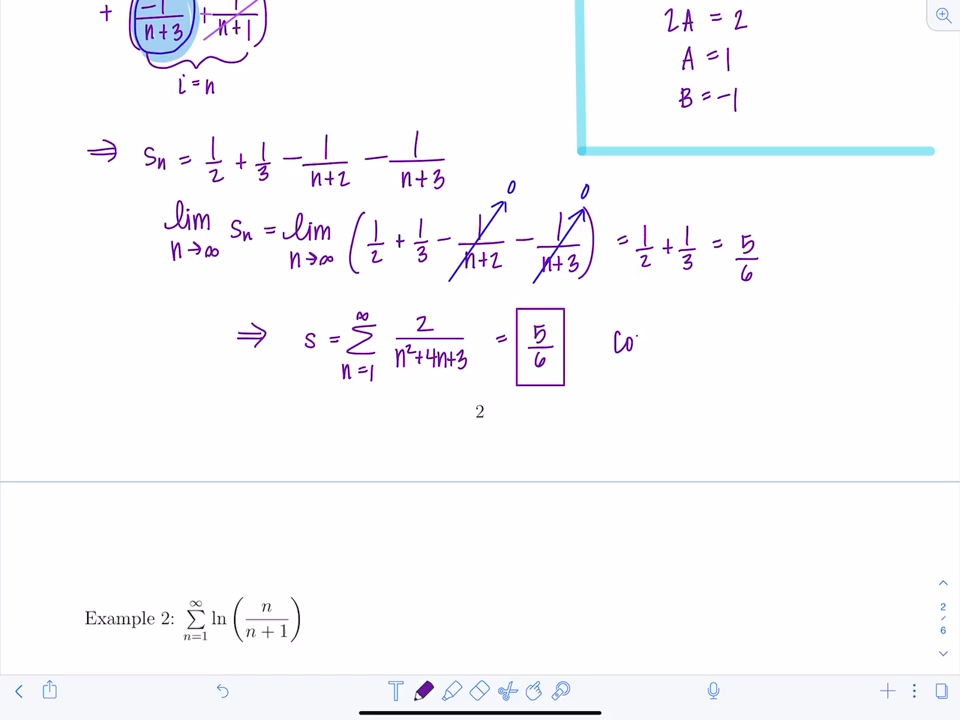 + ( -1/(n+3) + 1/(n+1) )
i = n
2A = 2
A = 1
B = -1
⇒ Sn = 1/2 + 1/3 - 1/(n+2) - 1/(n+3)
0 0
lim n→∞ Sn = lim n→∞ ( 1/2 + 1/3 - 1/(n+2) - 1/(n+3) ) = 1/2 + 1/3 = 5/6
⇒ s = ∞ Σ n=1 2/(n²+4n+3) = 5/6 Co
2
Example 2: ∞ Σ n=1 ln ( n/(n + 1) )
2
/
6
T